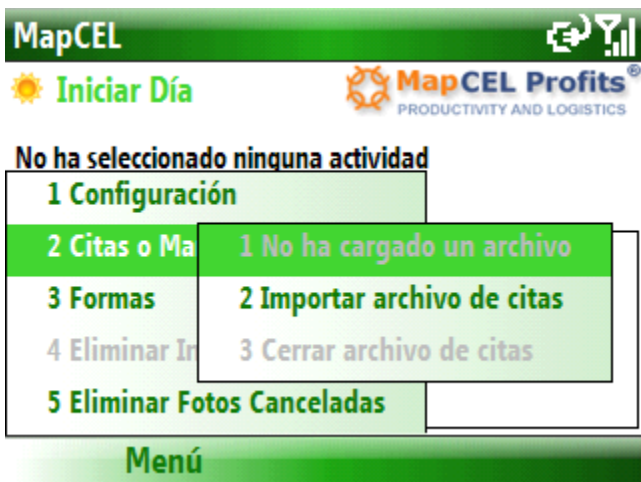 MapCEL
Iniciar Día
MapCEL Profits®
PRODUCTIVITY AND LOGISTICS
No ha seleccionado ninguna actividad
1 Configuración
2 Citas o Ma
1 No ha cargado un archivo
3 Formas
2 Importar archivo de citas
4 Eliminar In
3 Cerrar archivo de citas
5 Eliminar Fotos Canceladas
Menú